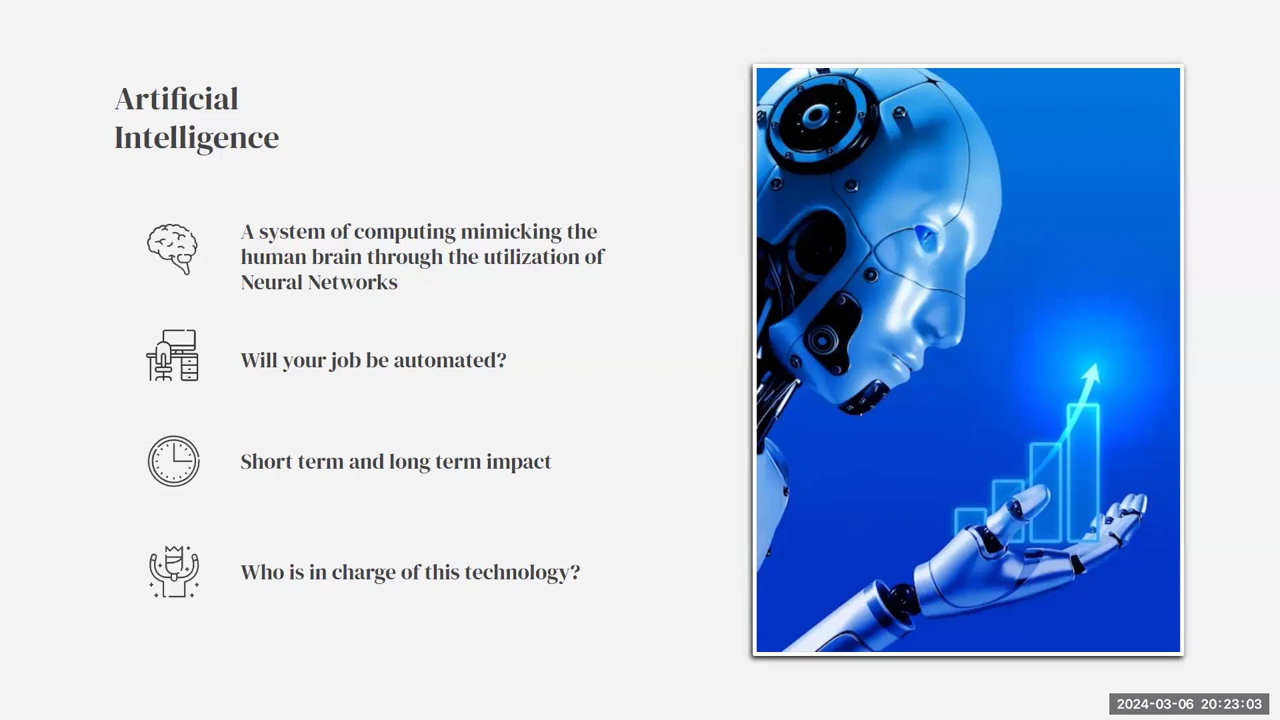 Artificial
Intelligence
A system of computing mimicking the
human brain through the utilization of
Neural Networks
Will your job be automated?
Short term and long term impact
Who is in charge of this technology?
2024-03-06 20:23:03